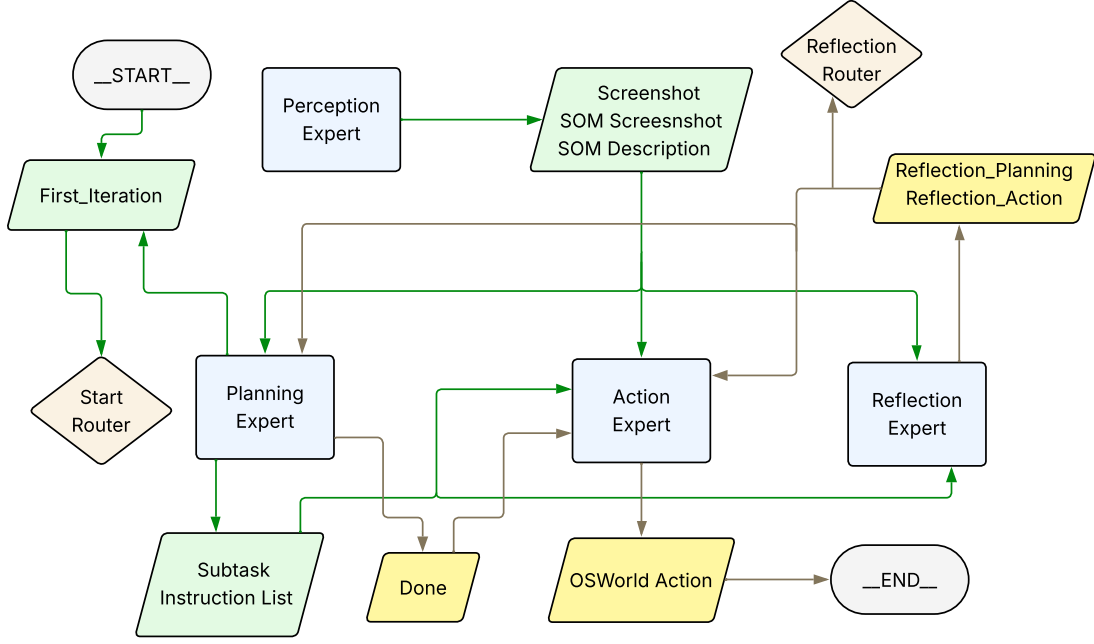 Reflection
Router
__START__
Perception
Expert
Screenshot
SOM Screesnshot
SOM Description
First_Iteration
Reflection_Planning
Reflection_Action
Start
Router
Planning
Expert
Action
Expert
Reflection
Expert
Subtask
Instruction List
Done
OSWorld Action
__END__